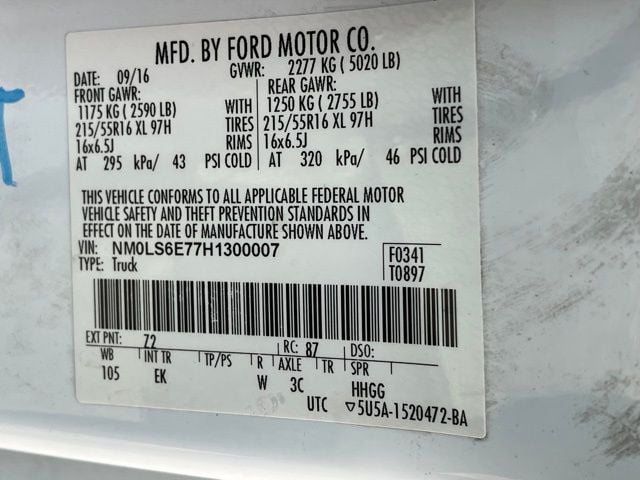 MFD. BY FORD MOTOR CO.
DATE: 09/16 GVWR: 2277 KG ( 5020 LB)
FRONT GAWR: REAR GAWR:
1175 KG ( 2590 LB) WITH 1250 KG ( 2755 LB) WITH
215/55R16 XL 97H TIRES 215/55R16 XL 97H TIRES
16x6.5J RIMS 16x6.5J RIMS
AT 295 kPa/ 43 PSI COLD AT 320 kPa/ 46 PSI COLD
THIS VEHICLE CONFORMS TO ALL APPLICABLE FEDERAL MOTOR
VEHICLE SAFETY AND THEFT PREVENTION STANDARDS IN
EFFECT ON THE DATE OF MANUFACTURE SHOWN ABOVE.
VIN: NM0LS6E77H1300007 F0341
TYPE: Truck T0897
EXT PNT: Z2 RC: 87 DSO:
WB INT TR TP/PS R AXLE TR SPR
105 EK W 3C HHGG
UTC ▽5U5A-1520472-BA